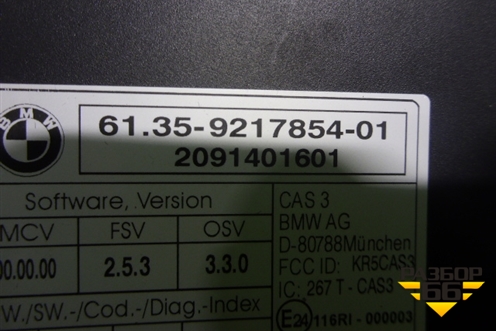 BMW
61.35-9217854-01
2091401601
Software, Version
MCV FSV OSV
00.00.00 2.5.3 3.3.0
W./SW.-/Cod.-/Diag.-Index
CAS 3
BMW AG
D-80788München
FCC ID: KR5CAS3
IC: 267 T - CAS3
E24 116RI - 000003
РАЗБОР
66